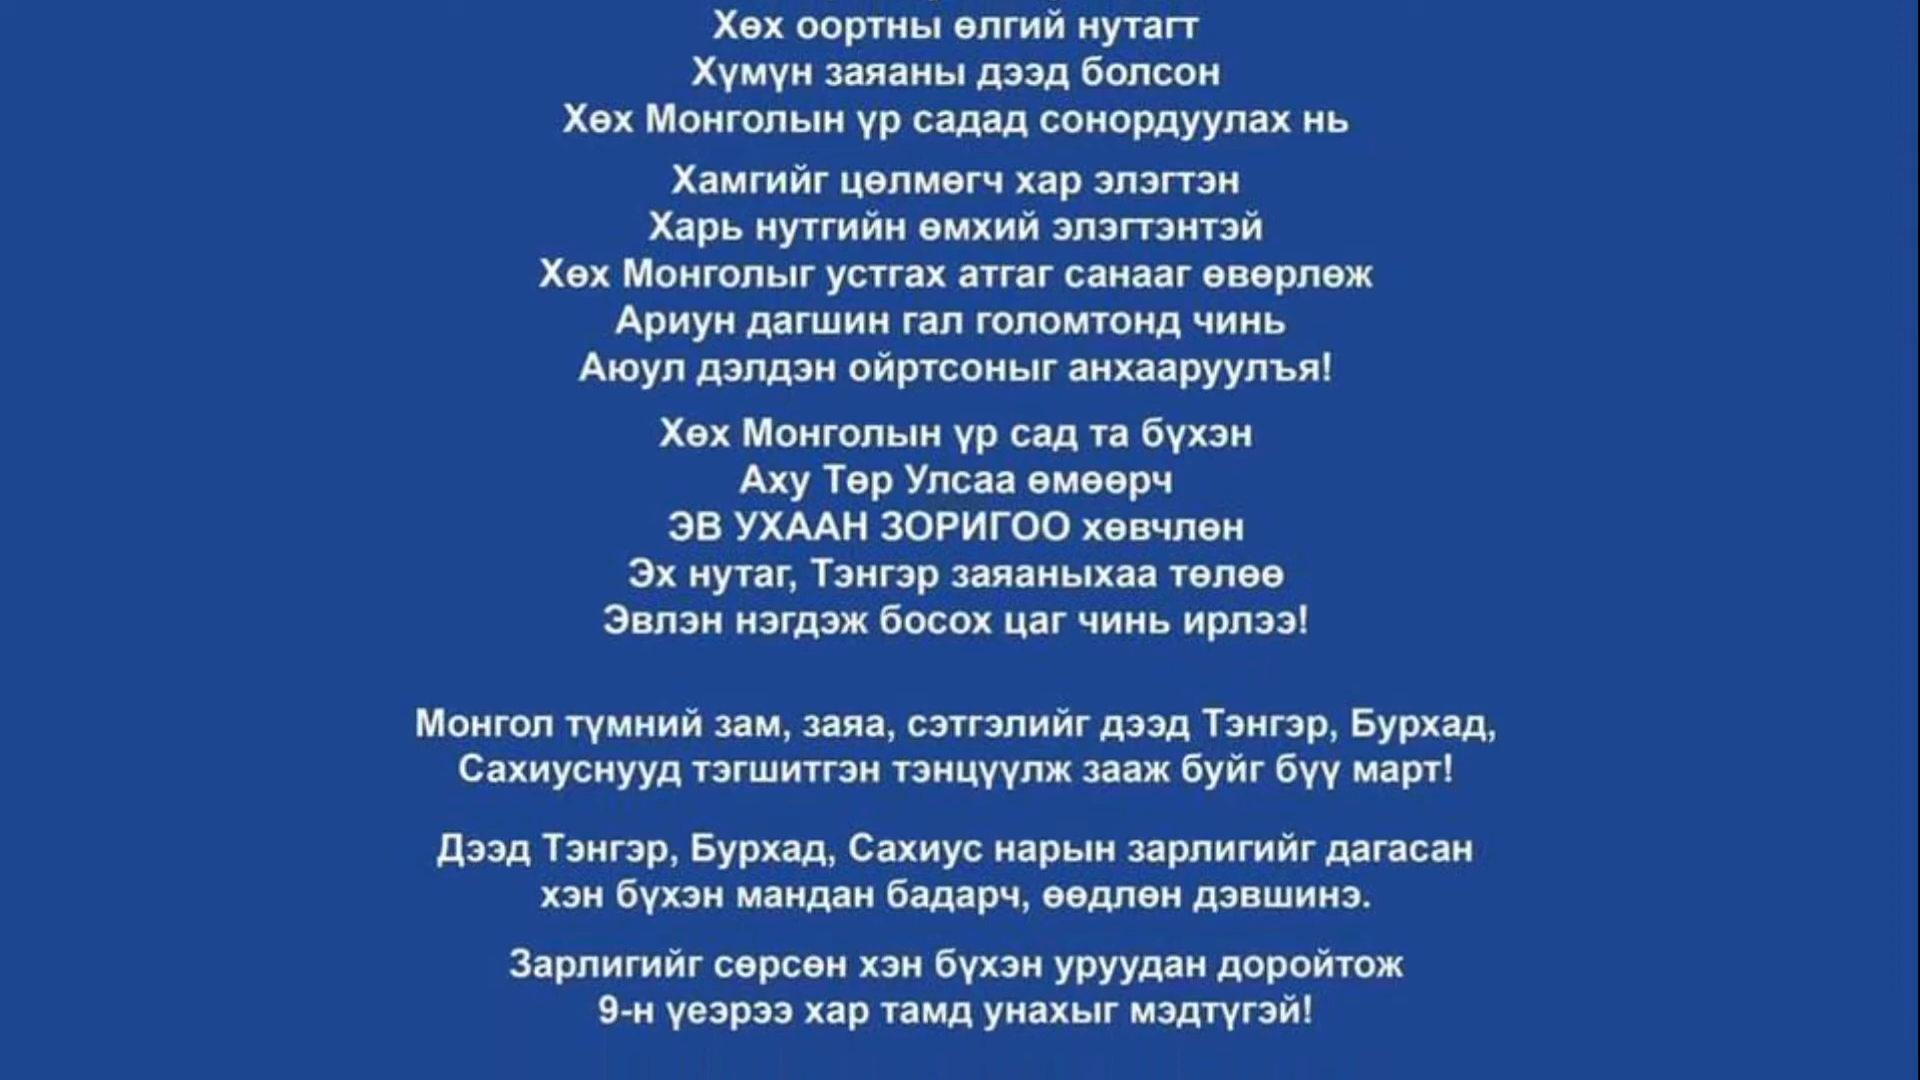 Хөх оортны өлгий нутагт
Хүмүн заяаны дээд болсон
Хөх Монголын үр садад сонордуулах нь
Хамгийг цөлмөгч хар элэгтэн
Харь нутгийн өмхий элэгтэнтэй
Хөх Монголыг устгах атгаг санааг өвөрлөж
Ариун дагшин гал голомтонд чинь
Аюул дэлдэн ойртсоныг анхааруулъя!
Хөх Монголын үр сад та бүхэн
Аху Төр Улсаа өмөөрч
ЭВ УХААН ЗОРИГОО хөвчлөн
Эх нутаг, Тэнгэр заяаныхаа төлөө
Эвлэн нэгдэж босох цаг чинь ирлээ!
Монгол түмний зам, заяа, сэтгэлийг дээд Тэнгэр, Бурхад,
Сахиуснууд тэгшитгэн тэнцүүлж зааж буйг бүү март!
Дээд Тэнгэр, Бурхад, Сахиус нарын зарлигийг дагасан
хэн бүхэн мандан бадарч, өөдлөн дэвшинэ.
Зарлигийг сөрсөн хэн бүхэн уруудан доройтож
9-н үеэрээ хар тамд унахыг мэдтүгэй!